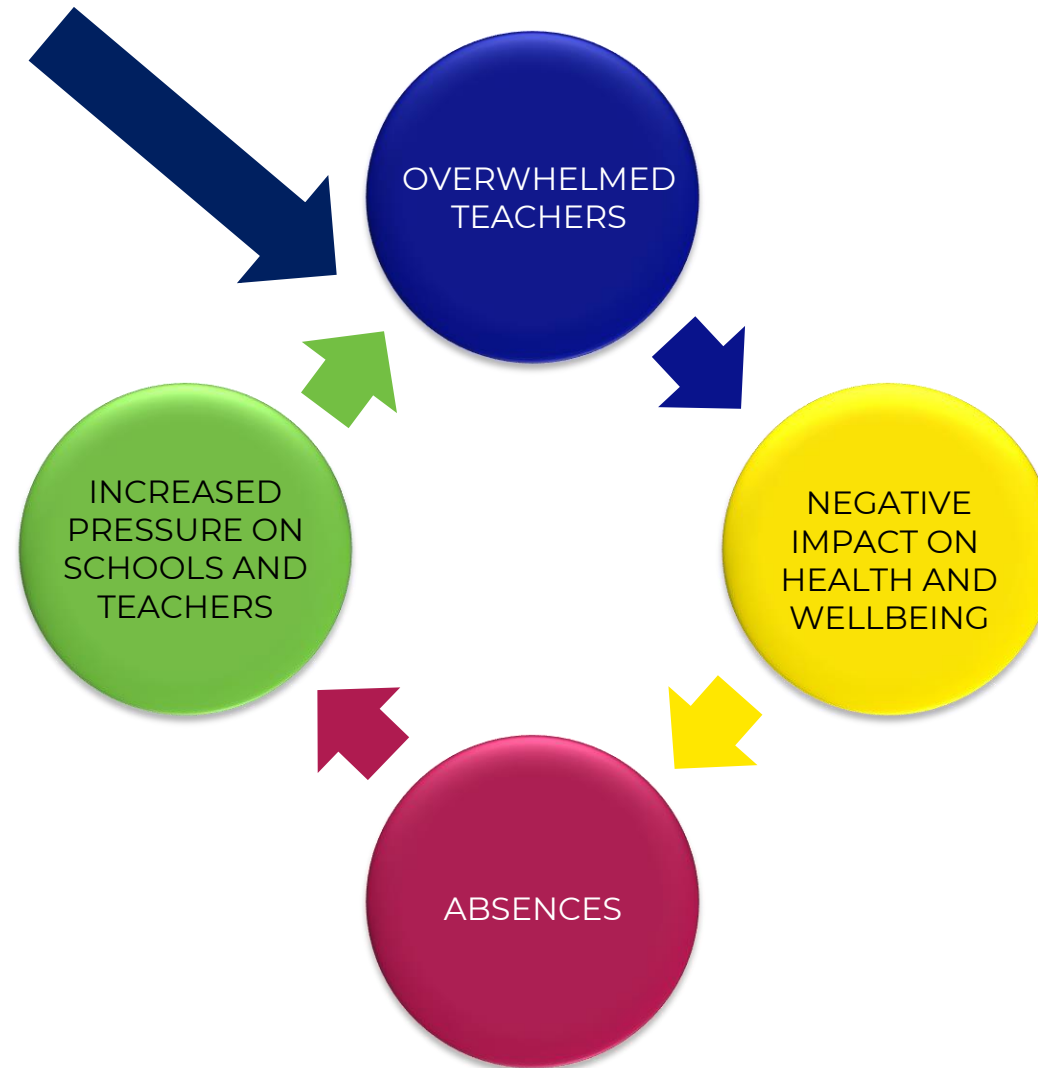 OVERWHELMED
TEACHERS
NEGATIVE
IMPACT ON
HEALTH AND
WELLBEING
ABSENCES
INCREASED
PRESSURE ON
SCHOOLS AND
TEACHERS